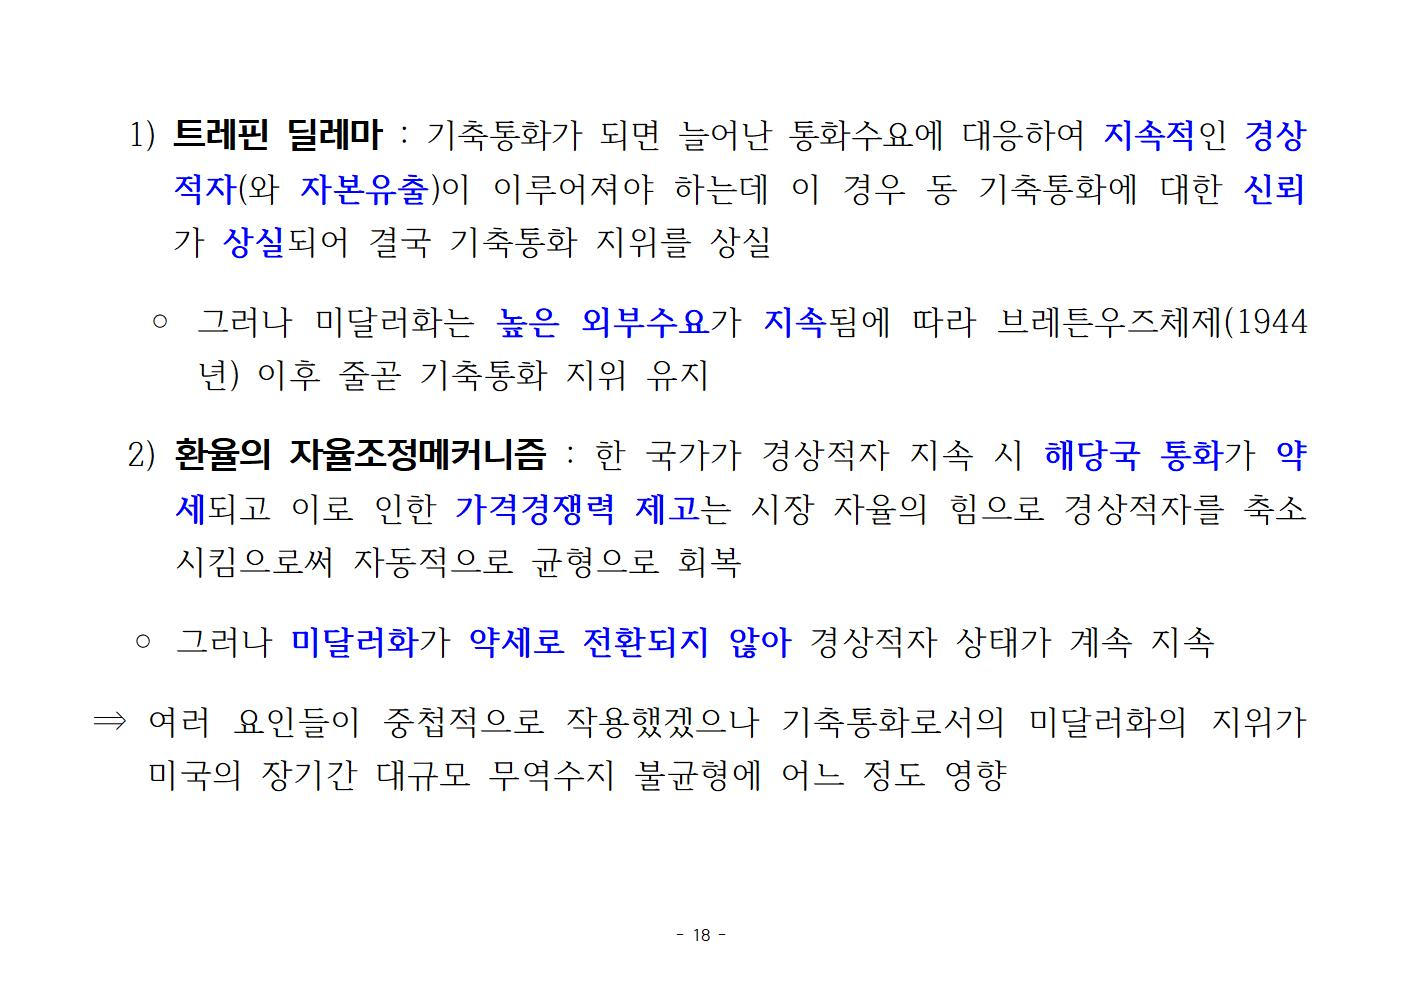 1) 트레핀 딜레마 : 기축통화가 되면 늘어난 통화수요에 대응하여 지속적인 경상
적자(와 자본유출)이 이루어져야 하는데 이 경우 동 기축통화에 대한 신뢰
가 상실되어 결국 기축통화 지위를 상실
○ 그러나 미달러화는 높은 외부수요가 지속됨에 따라 브레튼우즈체제(1944
년) 이후 줄곧 기축통화 지위 유지
2) 환율의 자율조정메커니즘 : 한 국가가 경상적자 지속 시 해당국 통화가 약
세되고 이로 인한 가격경쟁력 제고는 시장 자율의 힘으로 경상적자를 축소
시킴으로써 자동적으로 균형으로 회복
○ 그러나 미달러화가 약세로 전환되지 않아 경상적자 상태가 계속 지속
⇒ 여러 요인들이 중첩적으로 작용했겠으나 기축통화로서의 미달러화의 지위가
미국의 장기간 대규모 무역수지 불균형에 어느 정도 영향
- 18 -